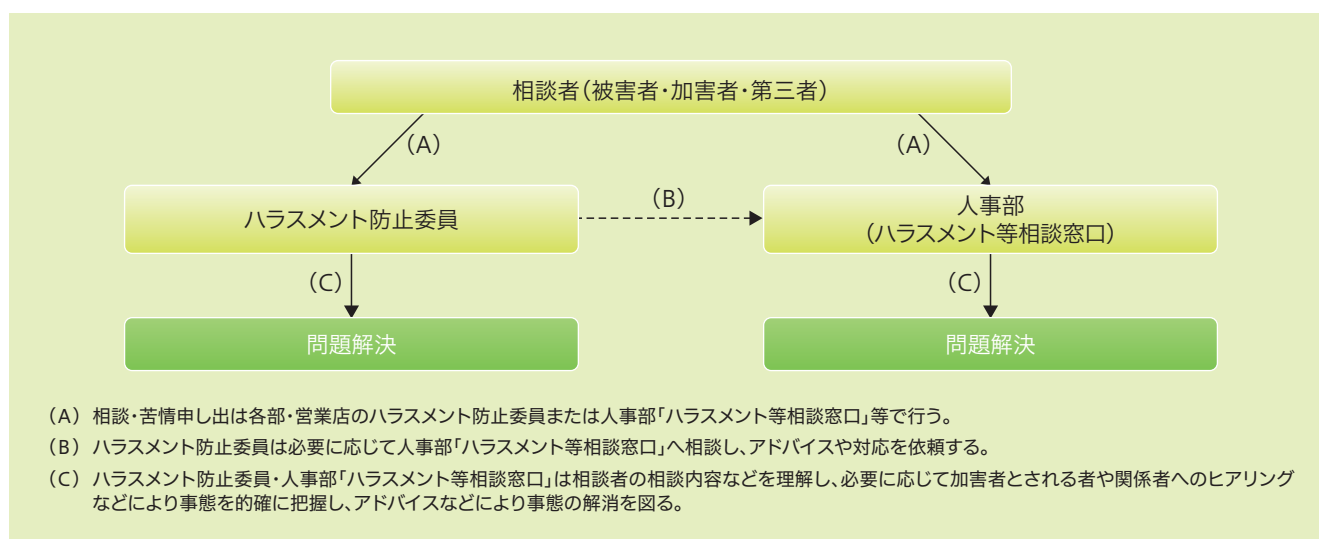 相談者(被害者・加害者・第三者)
(A)
(A)
ハラスメント防止委員
(B)
人事部
(ハラスメント等相談窓口)
(C)
(C)
問題解決
問題解決
(A) 相談・苦情申し出は各部・営業店のハラスメント防止委員または人事部「ハラスメント等相談窓口」等で行う。
(B) ハラスメント防止委員は必要に応じて人事部「ハラスメント等相談窓口」へ相談し、アドバイスや対応を依頼する。
(C) ハラスメント防止委員・人事部「ハラスメント等相談窓口」は相談者の相談内容などを理解し、必要に応じて加害者とされる者や関係者へのヒアリング
などにより事態を的確に把握し、アドバイスなどにより事態の解消を図る。